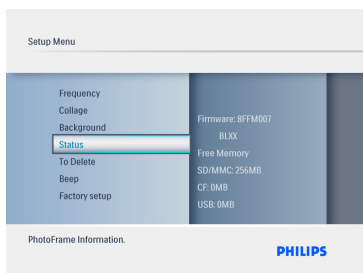 Setup Menu
Frequency
Collage
Background
Status
To Delete
Beep
Factory setup
Firmware: 8FFM007
BLXX
Free Memory
SD/MMC: 256MB
CF: 0MB
USB: 0MB
PhotoFrame Information.
PHILIPS